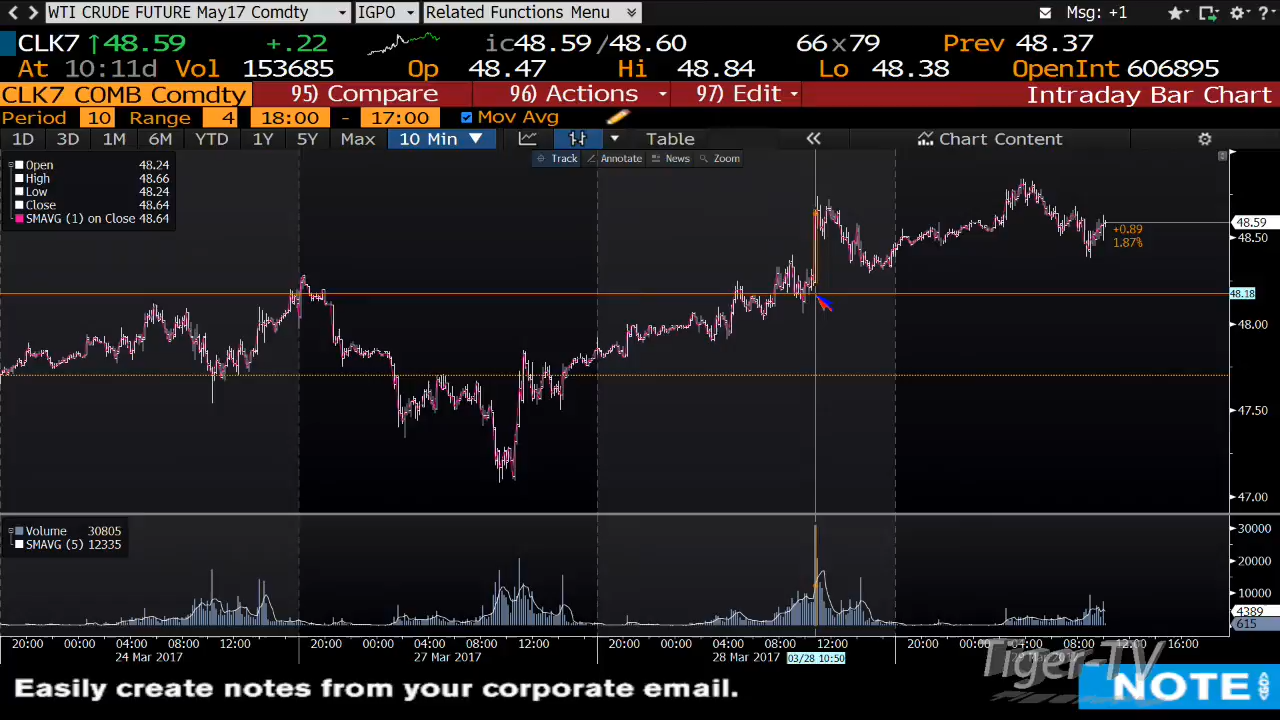 WTI CRUDE FUTURE May17 Comdty IGPO Related Functions Menu Msg: +1
CLK7 ↑48.59 +.22 ic48.59/48.60 66x79 Prev 48.37
At 10:11d Vol 153685 Op 48.47 Hi 48.84 Lo 48.38 OpenInt 606895
CLK7 COMB Comdty 95) Compare 96) Actions 97) Edit Intraday Bar Chart
Period 10 Range 4 18:00 - 17:00 Mov Avg
1D 3D 1M 6M YTD 1Y 5Y Max 10 Min ▼ Table « Chart Content
Track Annotate News Zoom
Open 48.24
High 48.66
Low 48.24
Close 48.64
SMAVG (1) on Close 48.64
48.59
+0.89
1.87%
48.50
48.18
48.00
47.50
47.00
Volume 30805
SMAVG (5) 12335
30000
20000
10000
4389
615
20:00 00:00 04:00 08:00 12:00 20:00 00:00 04:00 08:00 12:00 20:00 00:00 04:00 08:00 12:00 20:00 00:00 04:00 08:00 12:00 16:00
24 Mar 2017 27 Mar 2017 28 Mar 2017 03/28 10:50
Tiger-TV
Easily create notes from your corporate email. NOTE